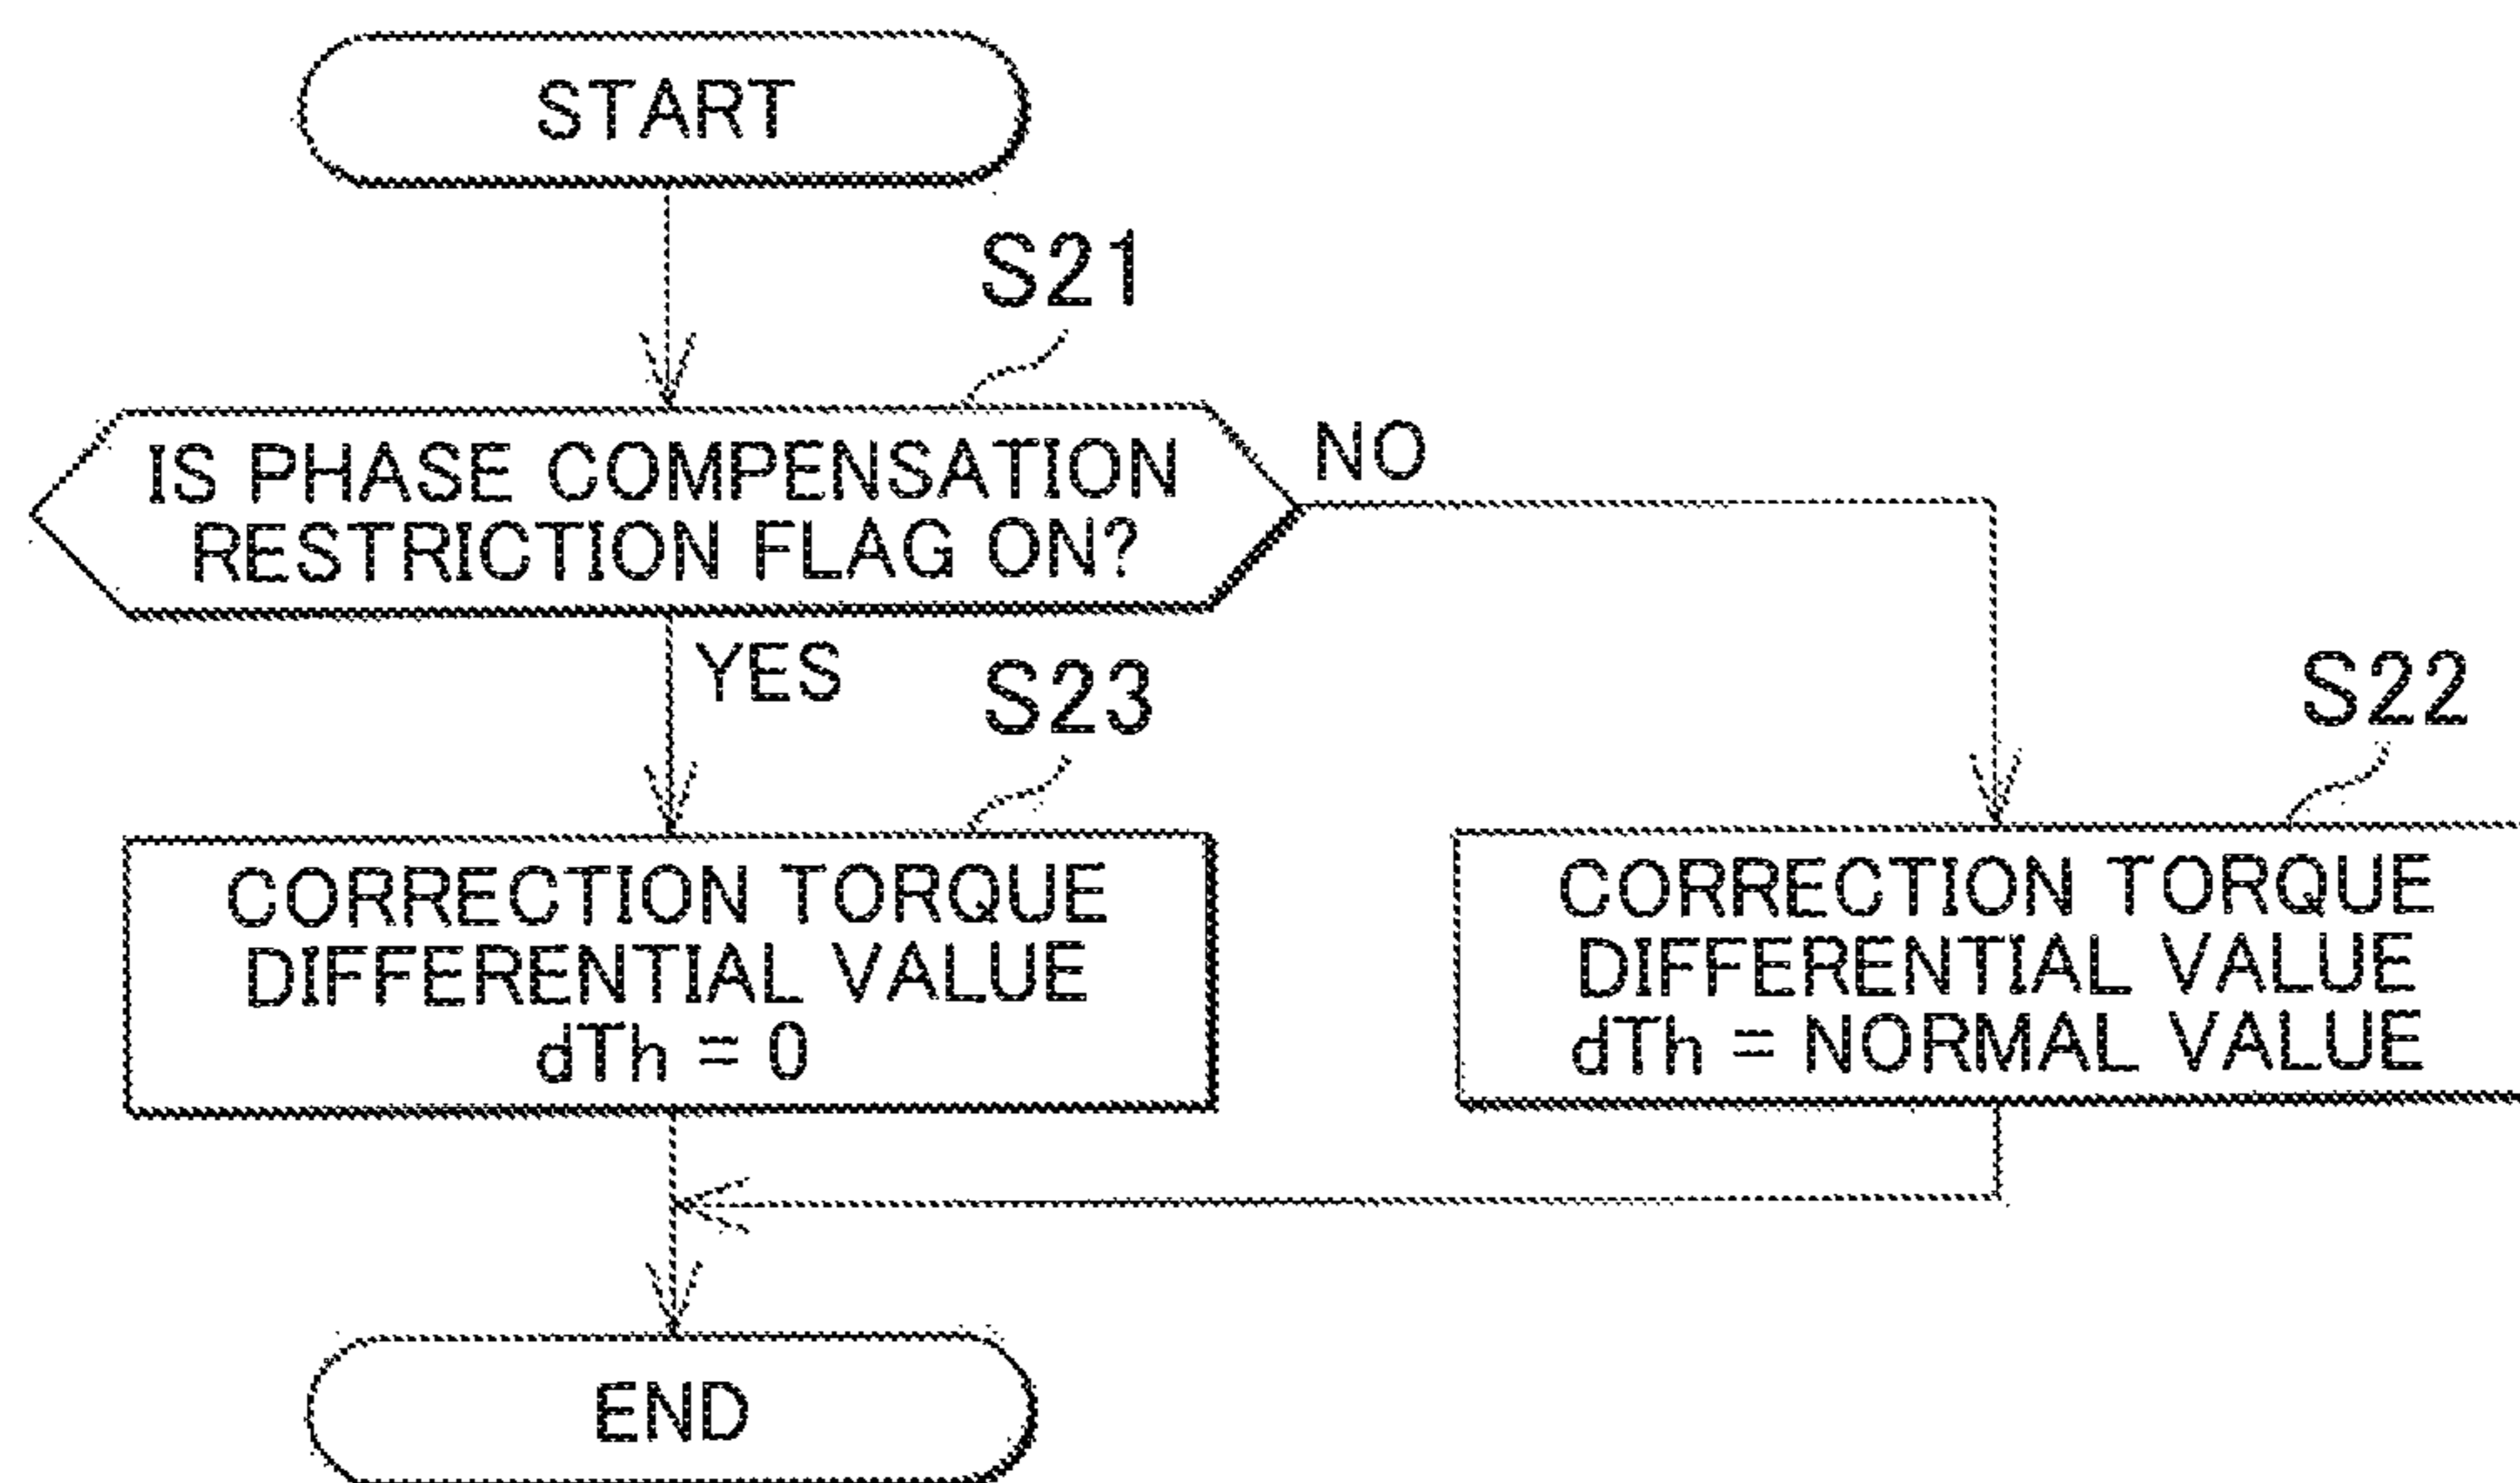 START
S21
IS PHASE COMPENSATION
RESTRICTION FLAG ON?
NO
YES
S23
CORRECTION TORQUE
DIFFERENTIAL VALUE
dTh = 0
S22
CORRECTION TORQUE
DIFFERENTIAL VALUE
dTh = NORMAL VALUE
END